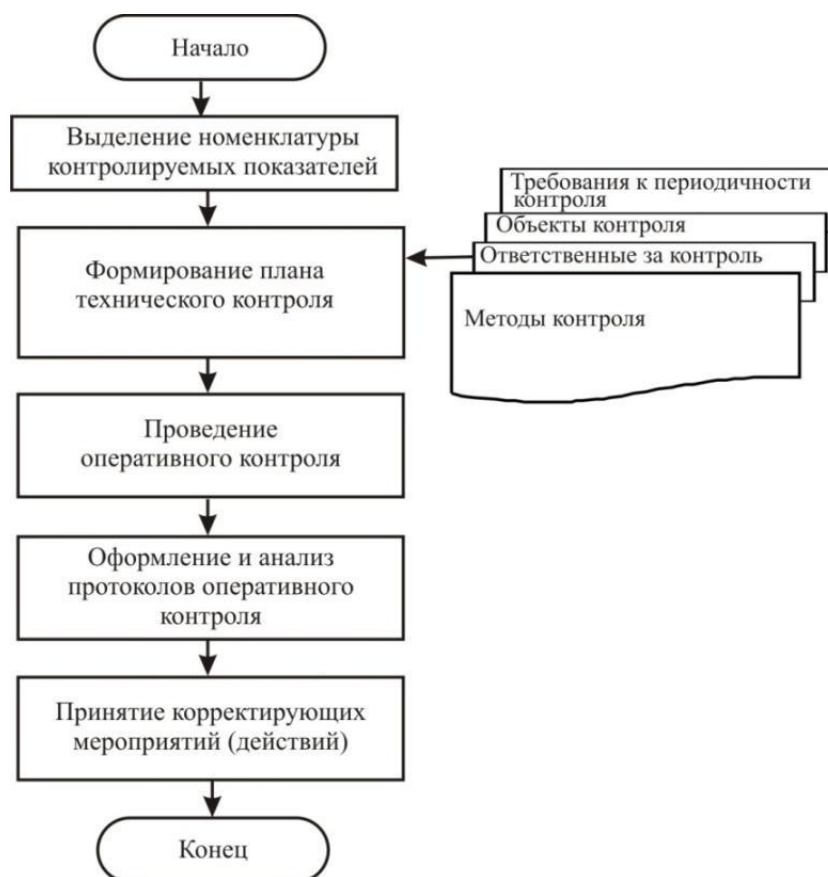 Начало
Выделение номенклатуры
контролируемых показателей
Требования к периодичности
контроля
Объекты контроля
Ответственные за контроль
Методы контроля
Формирование плана
технического контроля
Проведение
оперативного контроля
Оформление и анализ
протоколов оперативного
контроля
Принятие корректирующих
мероприятий (действий)
Конец